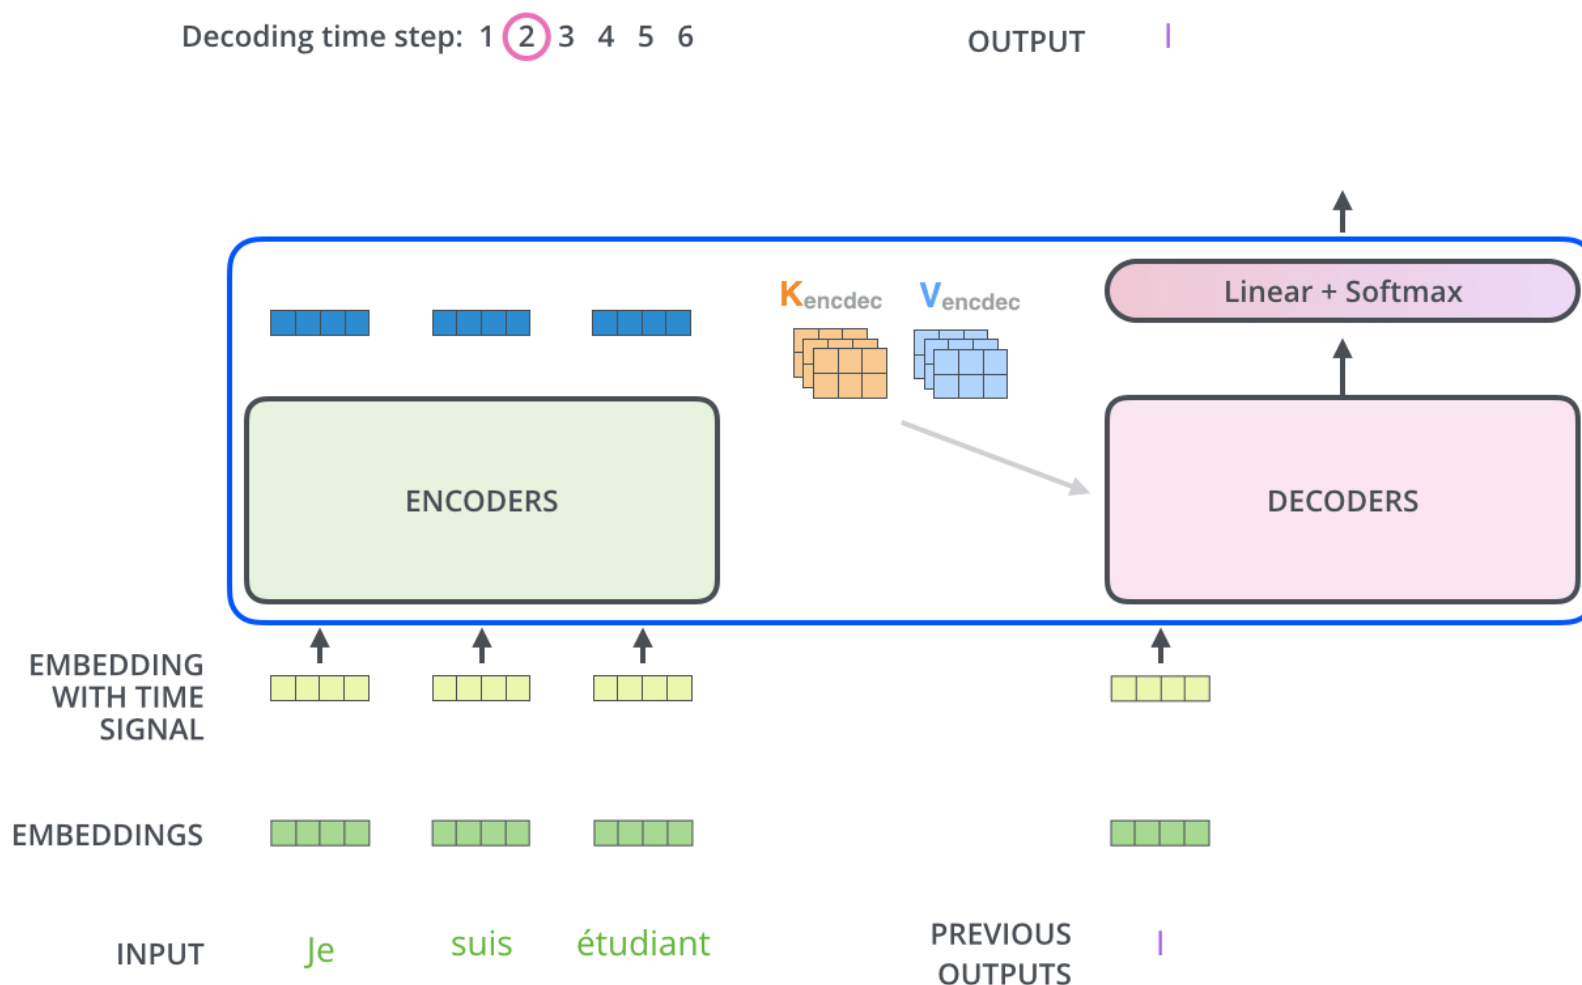 Decoding time step: 1 2 3 4 5 6
OUTPUT I
Linear + Softmax
Kencdec Vencdec
ENCODERS
DECODERS
EMBEDDING
WITH TIME
SIGNAL
EMBEDDINGS
INPUT Je suis étudiant
PREVIOUS
OUTPUTS
I